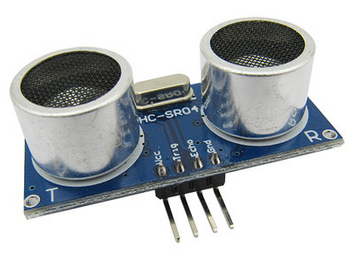 HC-SR04
Vcc
Trig
Echo
Gnd
T
R